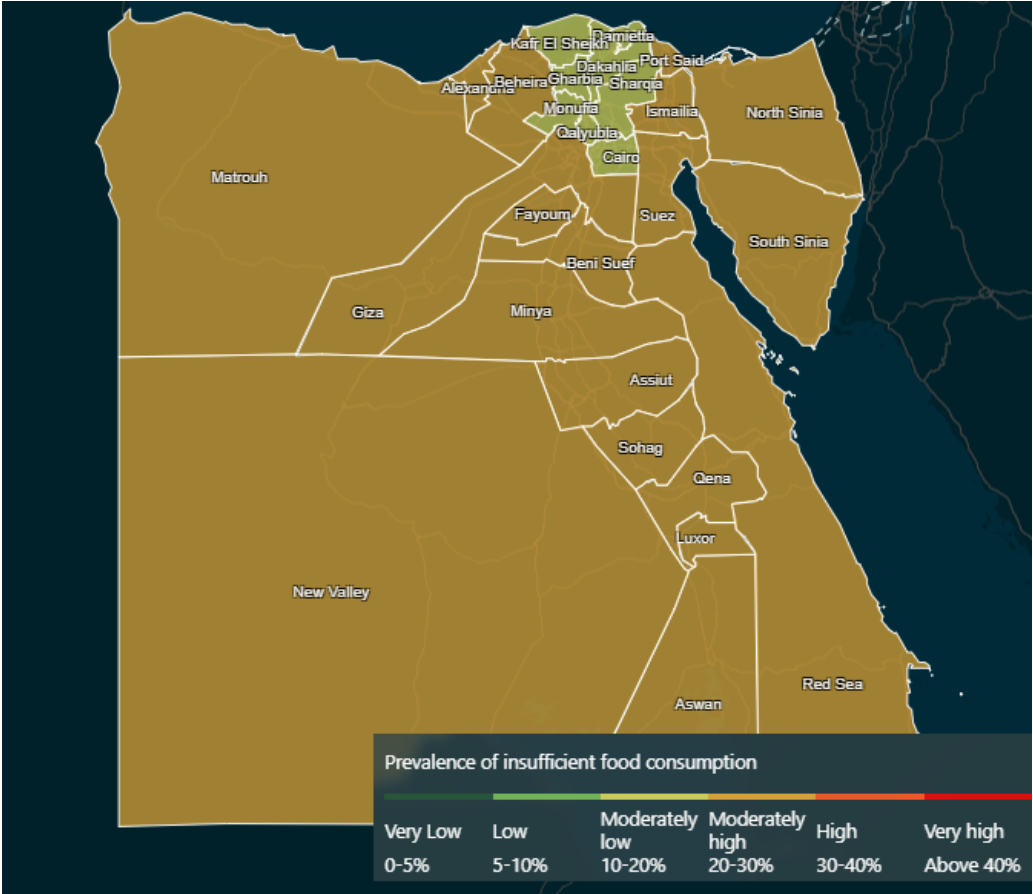 Damietta
Kafr El Sheikh
Port Said
Dakahlia
Gharbia
Beheira
Alexandria
Sharqia
Monufia
Ismailia
North Sinia
Qalyubia
Cairo
Matrouh
Fayoum
Suez
South Sinia
Beni Suef
Giza
Minya
Assiut
Sohag
Qena
Luxor
New Valley
Red Sea
Aswan
Prevalence of insufficient food consumption
Very Low
0-5%
Low
5-10%
Moderately
low
10-20%
Moderately
high
20-30%
High
30-40%
Very high
Above 40%